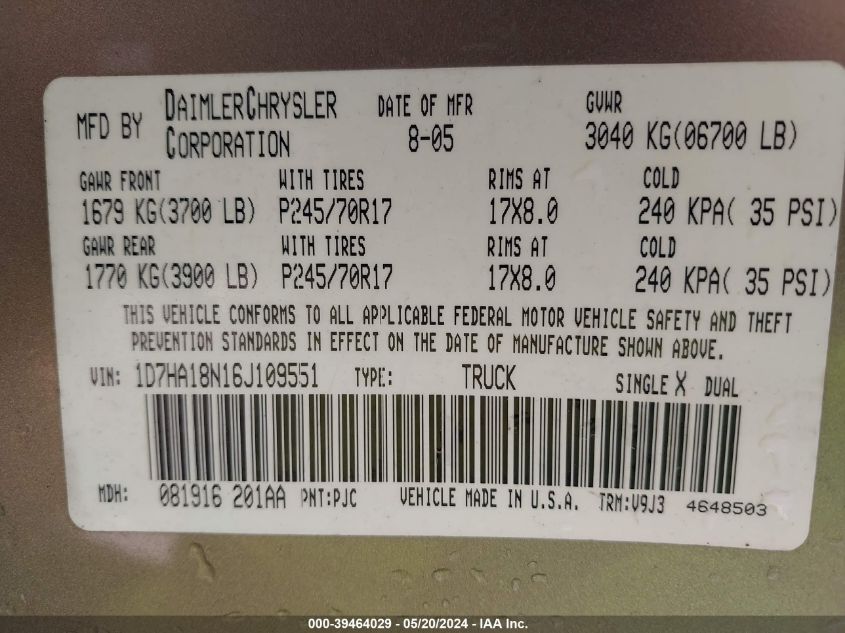 MFD BY DAIMLERCHRYSLER CORPORATION DATE OF MFR 8-05 GVWR 3040 KG(06700 LB)
GAWR FRONT WITH TIRES RIMS AT COLD
1679 KG(3700 LB) P245/70R17 17X8.0 240 KPA( 35 PSI)
GAWR REAR WITH TIRES RIMS AT COLD
1770 KG(3900 LB) P245/70R17 17X8.0 240 KPA( 35 PSI)
THIS VEHICLE CONFORMS TO ALL APPLICABLE FEDERAL MOTOR VEHICLE SAFETY AND THEFT
PREVENTION STANDARDS IN EFFECT ON THE DATE OF MANUFACTURE SHOWN ABOVE.
VIN: 1D7HA18N16J109551 TYPE: TRUCK SINGLE X DUAL
MDH: 081916 201AA PNT:PJC VEHICLE MADE IN U.S.A. TRM:V9J3 4648503
000-39464029 - 05/20/2024 - IAA Inc.